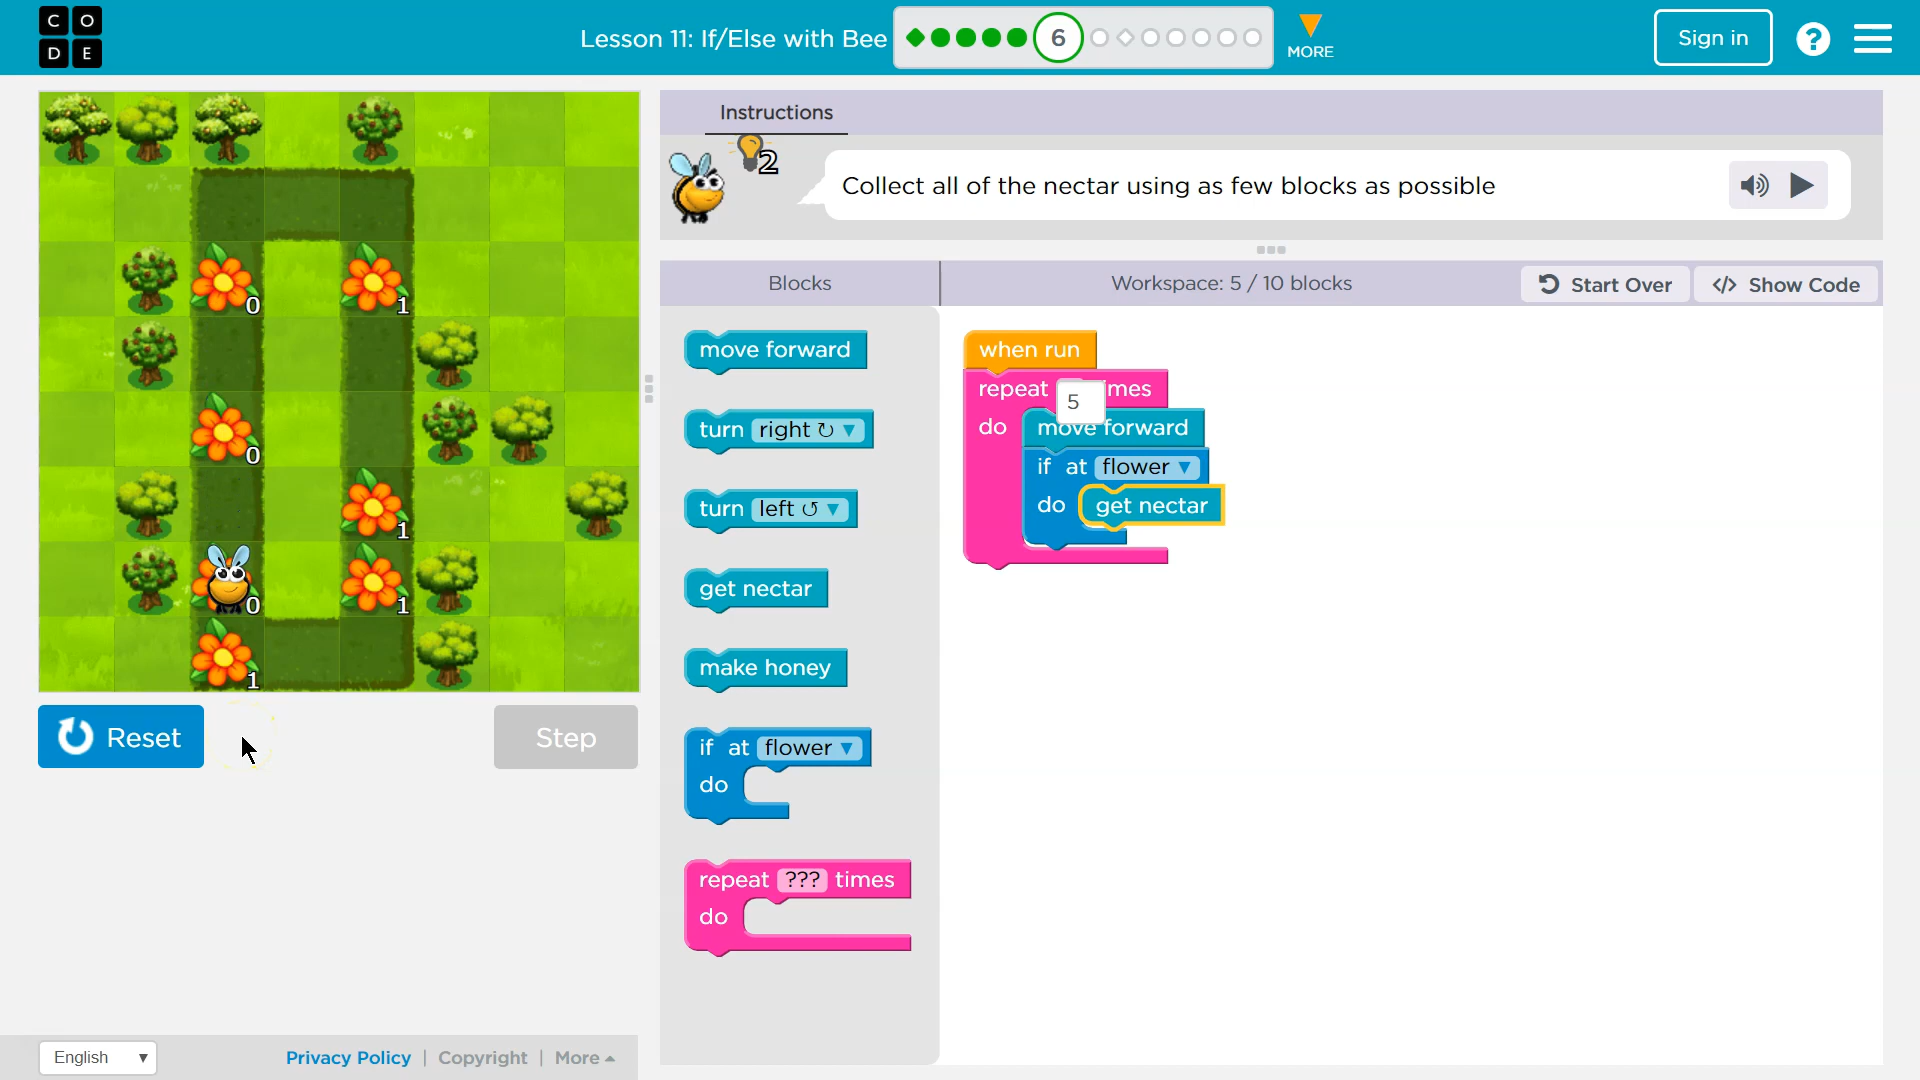 C O
D E
Lesson 11: If/Else with Bee
6
MORE
Sign in
?
Instructions
2
Collect all of the nectar using as few blocks as possible
Blocks
Workspace: 5 / 10 blocks
Start Over
</> Show Code
0
1
0
1
0
1
1
Reset
Step
move forward
turn right ↻ ▼
turn left ↺ ▼
get nectar
make honey
if at flower ▼
do
repeat ??? times
do
when run
repeat 5 mes
do
move forward
if at flower ▼
do get nectar
English ▼
Privacy Policy | Copyright | More